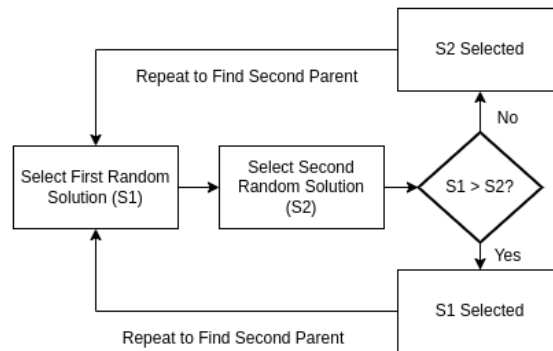 S2 Selected
Repeat to Find Second Parent
No
Select First Random
Solution (S1)
Select Second
Random Solution
(S2)
S1 > S2?
Yes
S1 Selected
Repeat to Find Second Parent